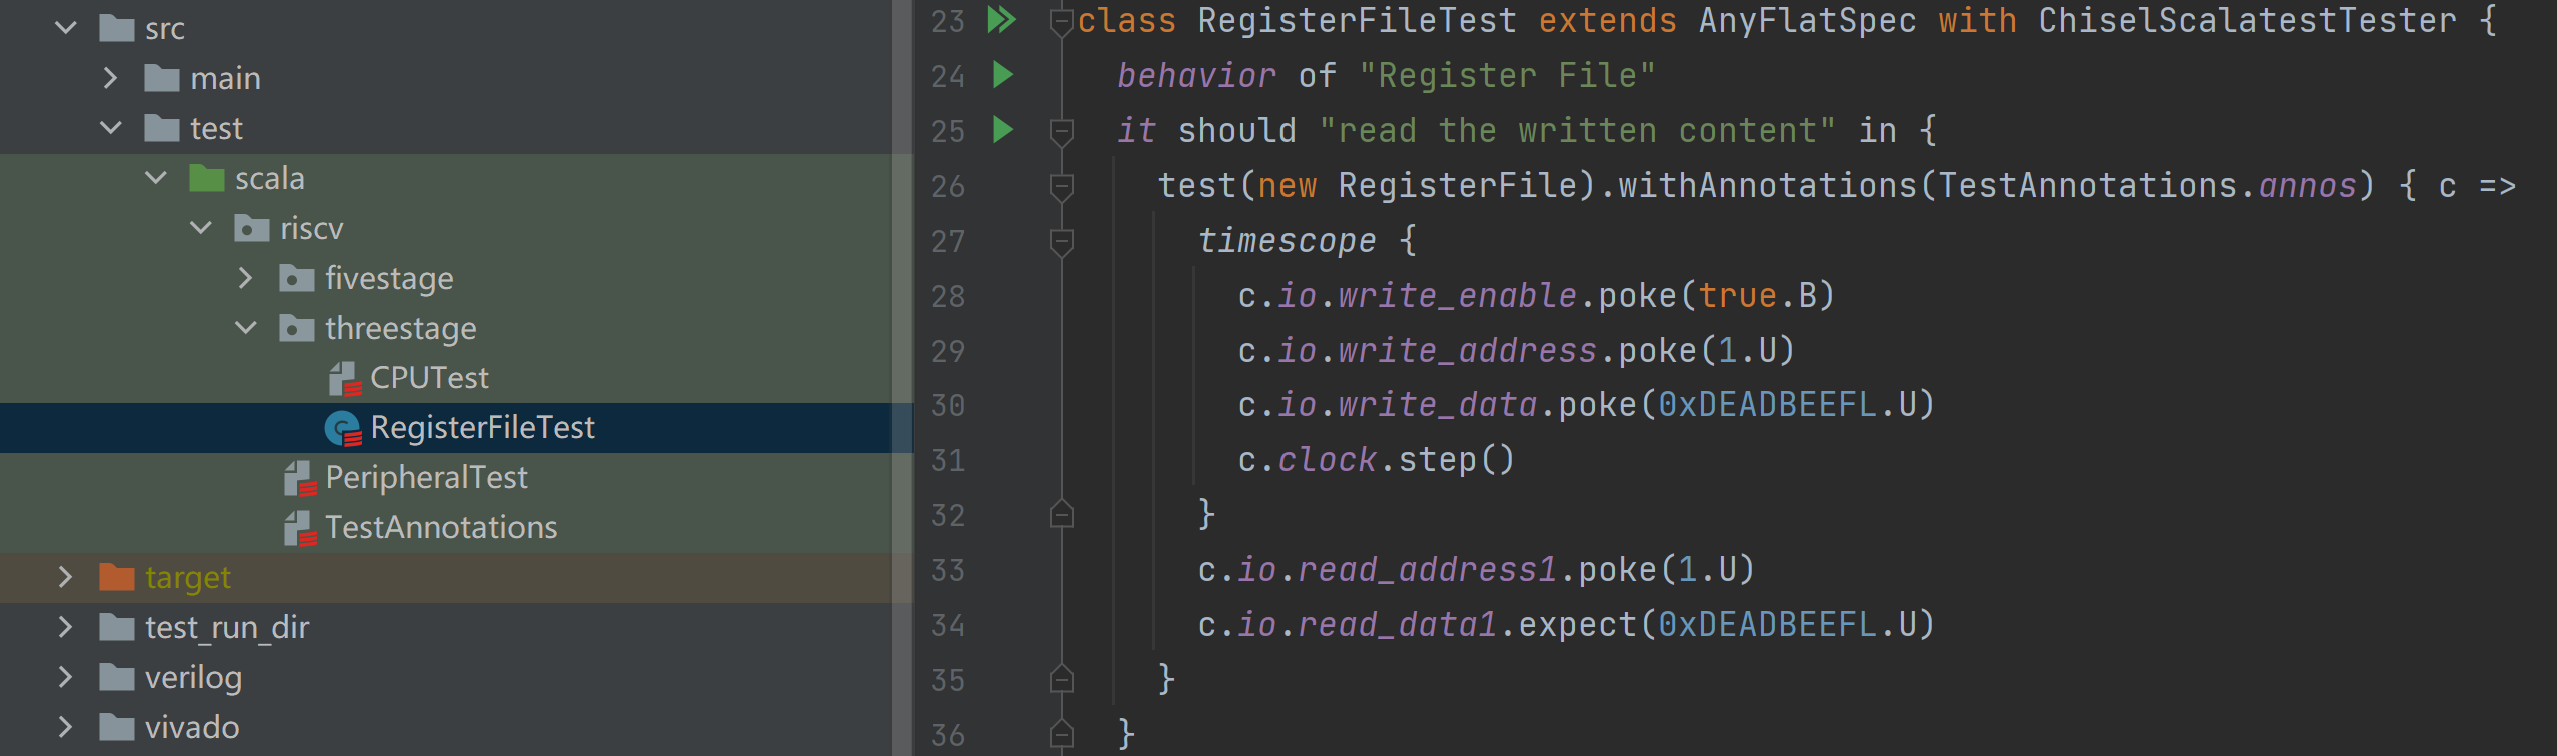 src
main
test
scala
riscv
fivestage
threestage
CPUTest
RegisterFileTest
PeripheralTest
TestAnnotations
target
test_run_dir
verilog
vivado
23 class RegisterFileTest extends AnyFlatSpec with ChiselScalatestTester {
24 behavior of "Register File"
25 it should "read the written content" in {
26 test(new RegisterFile).withAnnotations(TestAnnotations.annos) { c =>
27 timescope {
28 c.io.write_enable.poke(true.B)
29 c.io.write_address.poke(1.U)
30 c.io.write_data.poke(0xDEADBEEFL.U)
31 c.clock.step()
32 }
33 c.io.read_address1.poke(1.U)
34 c.io.read_data1.expect(0xDEADBEEFL.U)
35 }
36 }